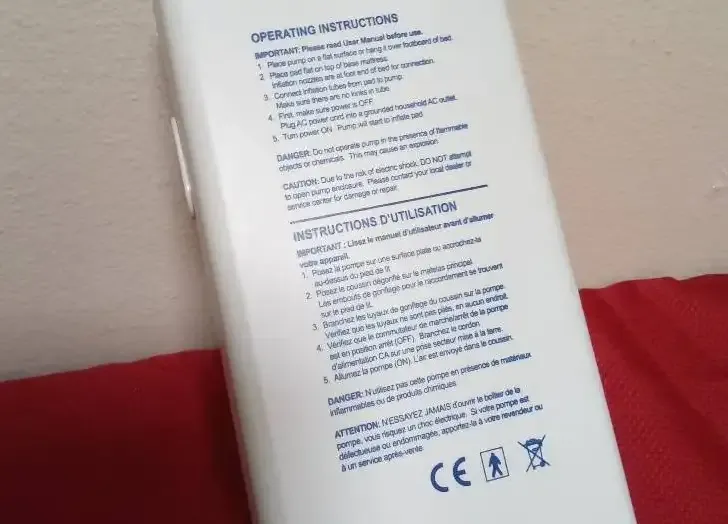 OPERATING INSTRUCTIONS
IMPORTANT: Please read User Manual before use.
1. Place pump on a flat surface or hang it over footboard of bed.
2. Place pad flat on top of base mattress.
Inflation nozzles are at foot end of bed for connection.
3. Connect inflation tubes from pad to pump.
Make sure there are no kinks in tube.
4. First, make sure power is OFF.
Plug AC power cord into a grounded household AC outlet.
5. Turn power ON. Pump will start to inflate pad.
DANGER: Do not operate pump in the presence of flammable
objects or chemicals. This may cause an explosion.
CAUTION: Due to the risk of electric shock, DO NOT attempt
to open pump enclosure. Please contact your local dealer or
service center for damage or repair.
INSTRUCTIONS D'UTILISATION
IMPORTANT : Lisez le manuel d'utilisateur avant d'allumer
votre appareil.
1. Posez la pompe sur une surface plate ou accrochez-la
au-dessus du pied de lit.
2. Posez le coussin dégonflé sur le matelas principal.
Les embouts de gonflage pour le raccordement se trouvent
sur le pied de lit.
3. Branchez les tuyaux de gonflage du coussin sur la pompe.
Vérifiez que les tuyaux ne sont pas pliés, en aucun endroit.
4. Vérifiez que le commutateur de marche/arrêt de la pompe
est en position arrêt (OFF). Branchez le cordon
d'alimentation CA sur une prise secteur mise à la terre.
5. Allumez la pompe (ON). L'air est envoyé dans le coussin.
DANGER: N'utilisez pas cette pompe en présence de matériaux
inflammables ou de produits chimiques.
ATTENTION: N'ESSAYEZ JAMAIS d'ouvrir le boîtier de la
pompe, vous risquez un choc électrique. Si votre pompe est
défectueuse ou endommagée, apportez-la à votre revendeur ou
à un service après-vente.
CE